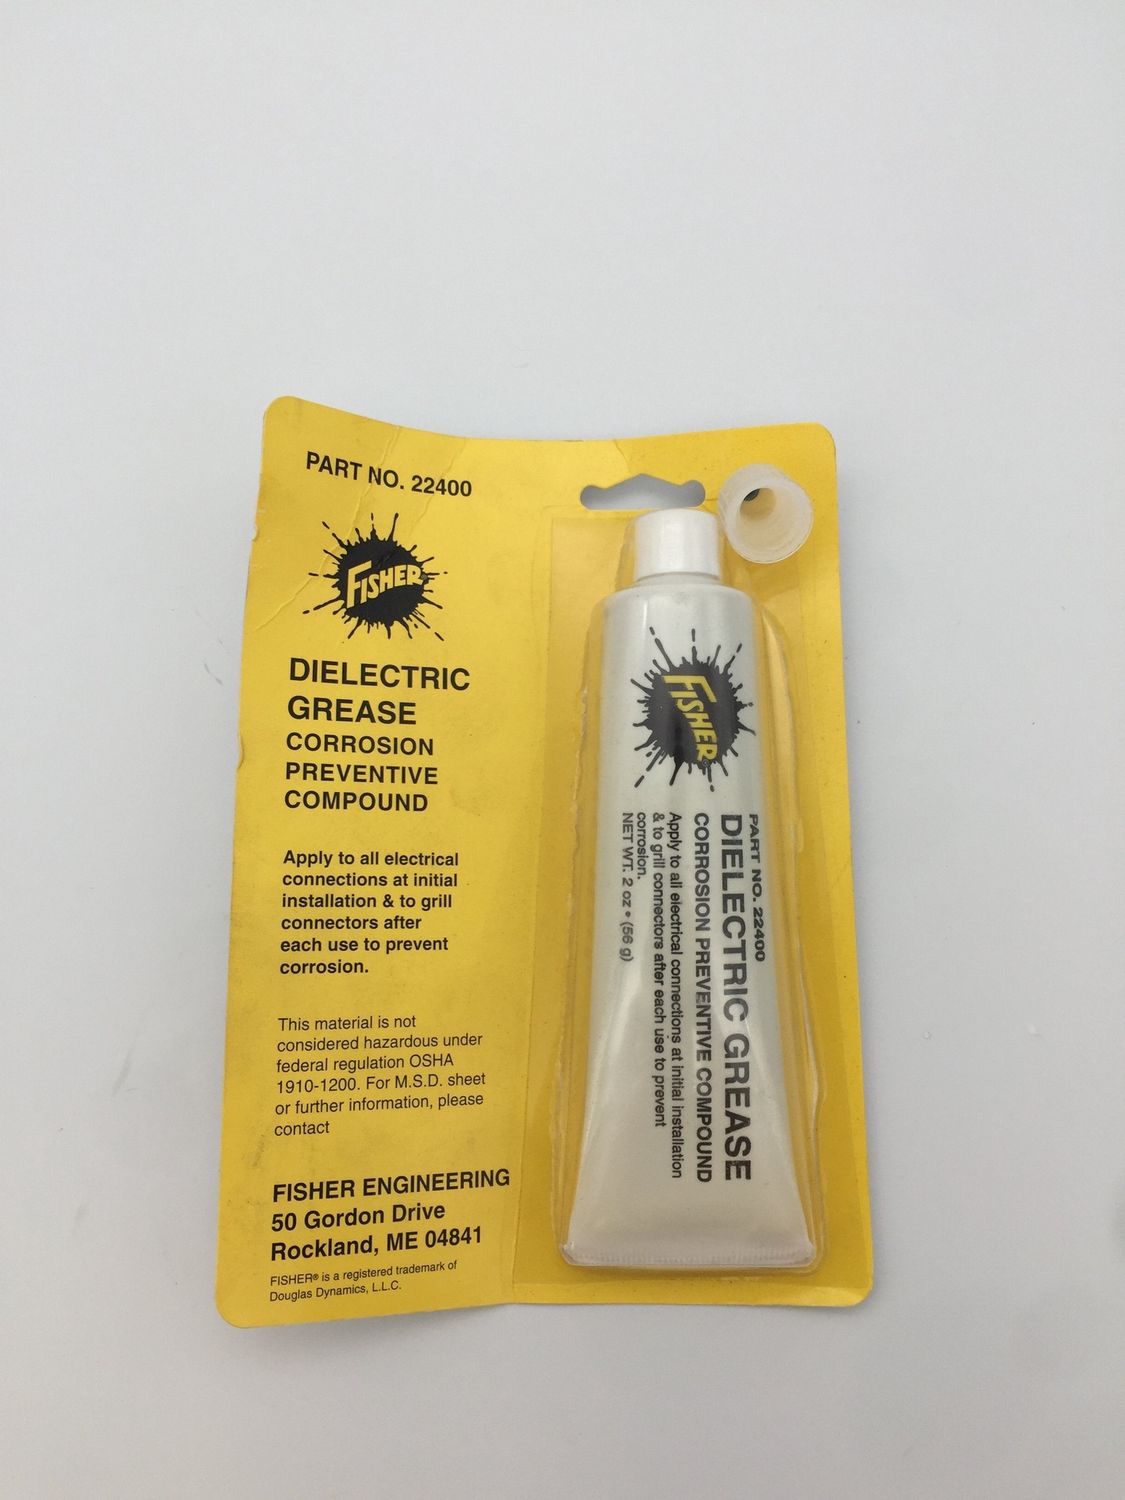 PART NO. 22400
FISHER
DIELECTRIC
GREASE
CORROSION
PREVENTIVE
COMPOUND
Apply to all electrical
connections at initial
installation & to grill
connectors after
each use to prevent
corrosion.
This material is not
considered hazardous under
federal regulation OSHA
1910-1200. For M.S.D. sheet
or further information, please
contact
FISHER ENGINEERING
50 Gordon Drive
Rockland, ME 04841
FISHER® is a registered trademark of
Douglas Dynamics, L.L.C.
FISHER®
PART NO. 22400
DIELECTRIC GREASE
CORROSION PREVENTIVE COMPOUND
Apply to all electrical connections at initial installation
& to grill connectors after each use to prevent
corrosion.
NET WT. 2 oz • (56 g)